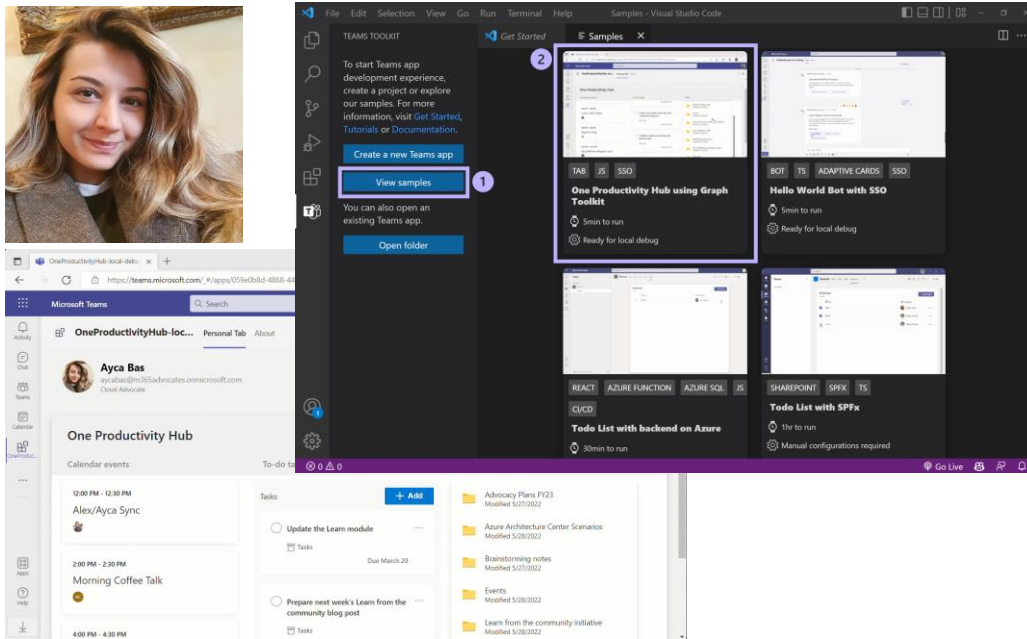 File Edit Selection View Go Run Terminal Help
Samples - Visual Studio Code
TEAMS TOOLKIT
To start Teams app
development experience,
create a project or explore
our samples. For more
information, visit Get Started,
Tutorials or Documentation.
Create a new Teams app
View samples
1
You can also open an
existing Teams app.
Open folder
Get Started
Samples
2
TAB JS SSO
One Productivity Hub using Graph
Toolkit
5min to run
Ready for local debug
BOT TS ADAPTIVE CARDS SSO
Hello World Bot with SSO
5min to run
Ready for local debug
REACT AZURE FUNCTION AZURE SQL JS
CI/CD
Todo List with backend on Azure
30min to run
SHAREPOINT SPFX TS
Todo List with SPFx
1hr to run
Manual configurations required
1
0 0
Go Live
OneProductivityHub-local-debu
https://teams.microsoft.com/_#/apps/
Microsoft Teams
Search
Activity
Chat
Teams
Calendar
OneProduc...
Apps
Help
OneProductivityHub-loc... Personal Tab About
Ayca Bas
aycabas@m365advocates.onmicrosoft.com
Cloud Advocate
One Productivity Hub
Calendar events
To-do ta
12:00 PM - 12:30 PM
Alex/Ayca Sync
2:00 PM - 2:30 PM
Morning Coffee Talk
4:00 PM - 4:30 PM
Tasks
+ Add
Update the Learn module
Tasks
Due March 20
Prepare next week's Learn from the
community blog post
Tasks
Advocacy Plans FY23
Modified 5/27/2022
Azure Architecture Center Scenarios
Modified 5/28/2022
Brainstorming notes
Modified 5/27/2022
Events
Modified 5/28/2022
Learn from the community initiative
Modified 5/28/2022